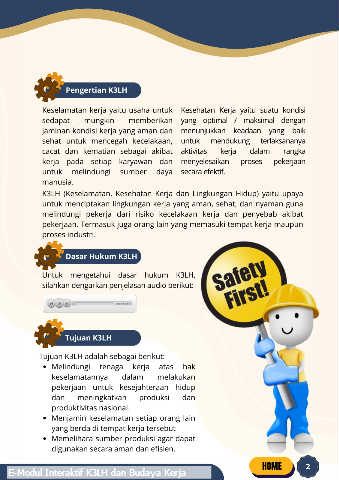 Pengertian K3LH
Keselamatan kerja yaitu usaha untuk
sedapat mungkin memberikan
jaminan kondisi kerja yang aman dan
sehat untuk mencegah kecelakaan,
cacat dan kematian sebagai akibat
kerja pada setiap karyawan dan
untuk melindungi sumber daya
manusia.
Kesehatan Kerja yaitu suatu kondisi
yang optimal / maksimal dengan
menunjukkan keadaan yang baik
untuk mendukung terlaksananya
aktivitas kerja dalam rangka
menyelesaikan proses pekerjaan
secara efektif.
K3LH (Keselamatan, Kesehatan Kerja dan Lingkungan Hidup) yaitu upaya
untuk menciptakan lingkungan kerja yang aman, sehat, dan nyaman guna
melindungi pekerja dari risiko kecelakaan kerja dan penyebab akibat
pekerjaan. Termasuk juga orang lain yang memasuki tempat kerja maupun
proses industri.
Dasar Hukum K3LH
Untuk mengetahui dasar hukum K3LH,
silahkan dengarkan penjelasan audio berikut:
Safety
First!
Tujuan K3LH
Tujuan K3LH adalah sebagai berikut:
• Melindungi tenaga kerja atas hak
keselamatannya dalam melakukan
pekerjaan untuk kesejahteraan hidup
dan meningkatkan produksi dan
produktivitas nasional.
• Menjamin keselamatan setiap orang lain
yang berda di tempat kerja tersebut
• Memelihara sumber produksi agar dapat
digunakan secara aman dan efisien.
HOME
2
E-Modul Interaktif K3LH dan Budaya Kerja